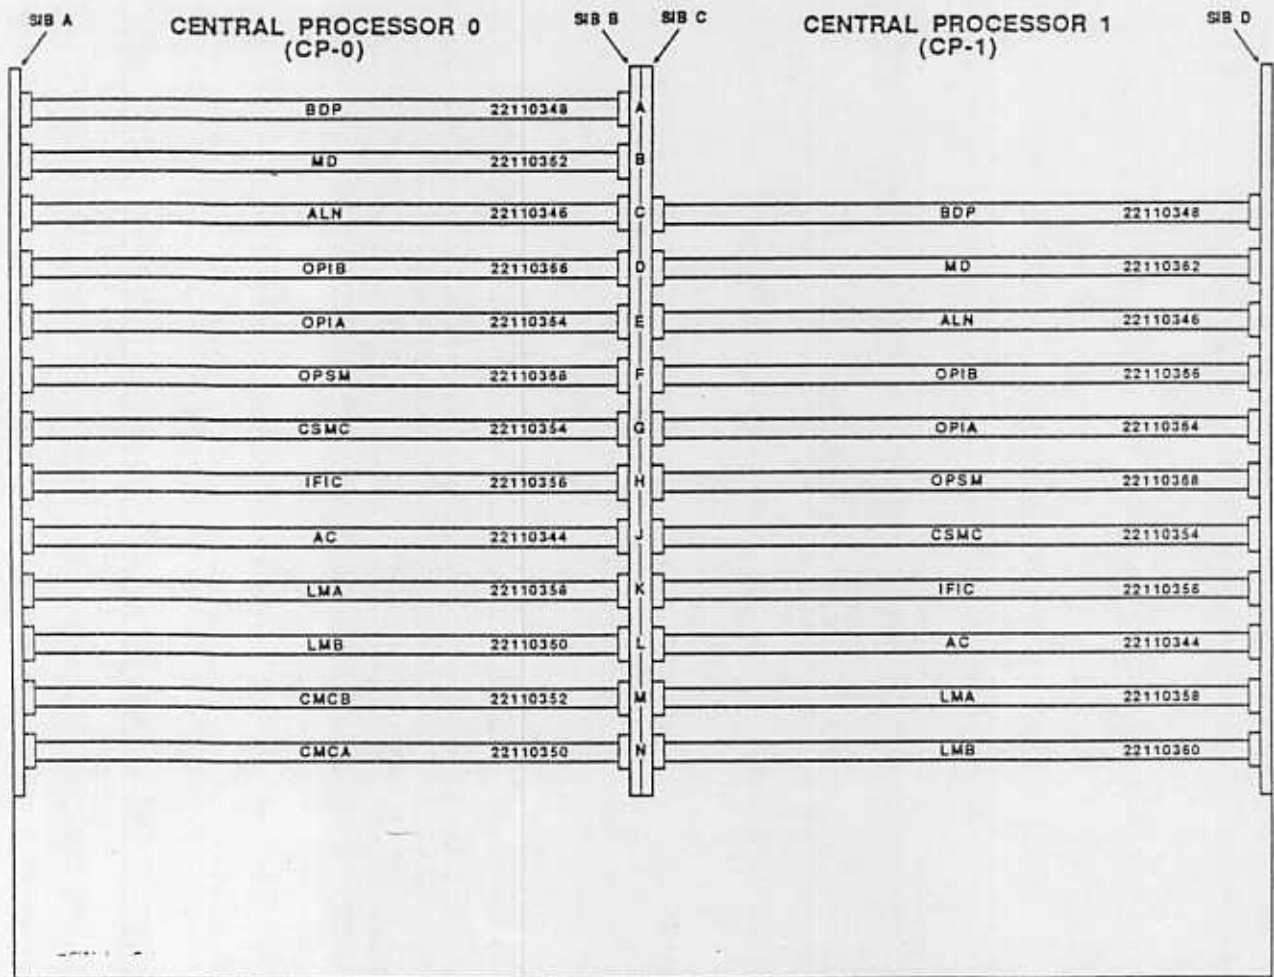 SIB A
CENTRAL PROCESSOR 0
(CP-0)
SIB B
SIB C
CENTRAL PROCESSOR 1
(CP-1)
SIB D
BDP 22110348 A
MD 22110352 B
ALN 22110346 C BDP 22110348
OPIB 22110366 D MD 22110362
OPIA 22110364 E ALN 22110346
OPSM 22110368 F OPIB 22110366
CSMC 22110354 G OPIA 22110364
IFIC 22110356 H OPSM 22110368
AC 22110344 J CSMC 22110354
LMA 22110358 K IFIC 22110356
LMB 22110350 L AC 22110344
CMCB 22110352 M LMA 22110358
CMCA 22110350 N LMB 22110360